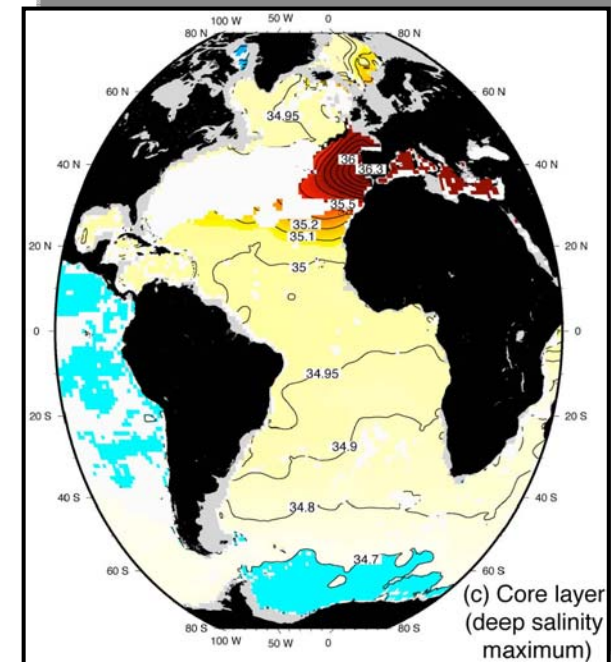 100 W 50 W 0
80 N 80 N
60 N 60 N
34.95
40 N 36 36.3 40 N
35.5
35.2
35.1
20 N 35 20 N
0 0
34.95
20 S 20 S
34.9
40 S 34.8 40 S
34.7
60 S 60 S
80 S 80 S
100 W 50 W 0
(c) Core layer
(deep salinity
maximum)